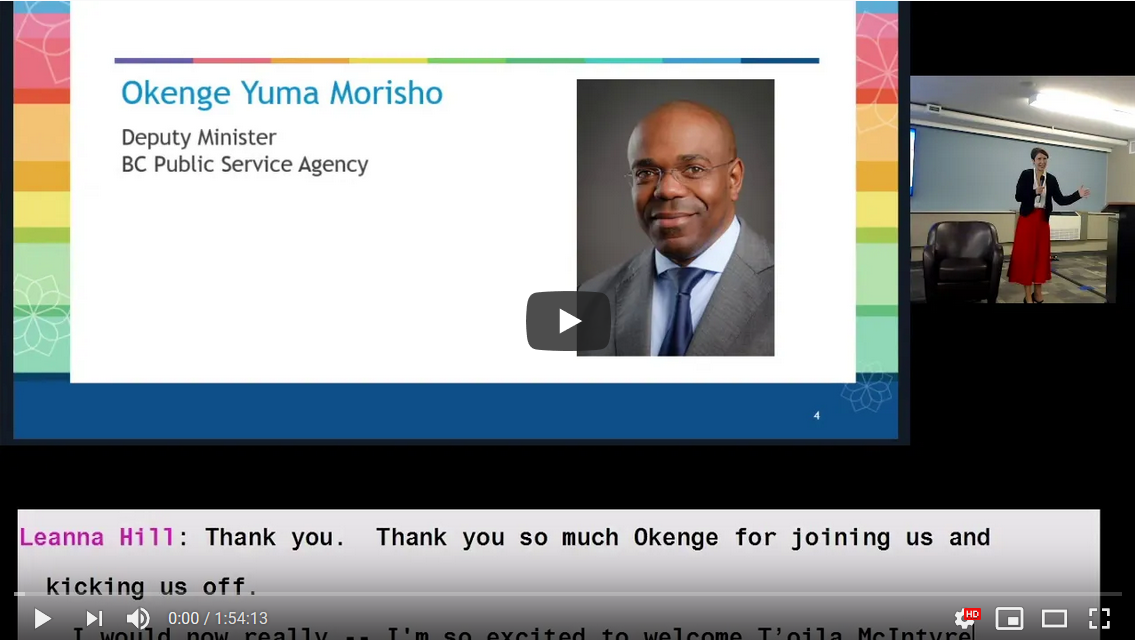 Okenge Yuma Morisho
Deputy Minister
BC Public Service Agency
4
Leanna Hill: Thank you.  Thank you so much Okenge for joining us and
kicking us off.
I would now really -- I'm so excited to welcome T’oila McIntyre
0:00 / 1:54:13
HD